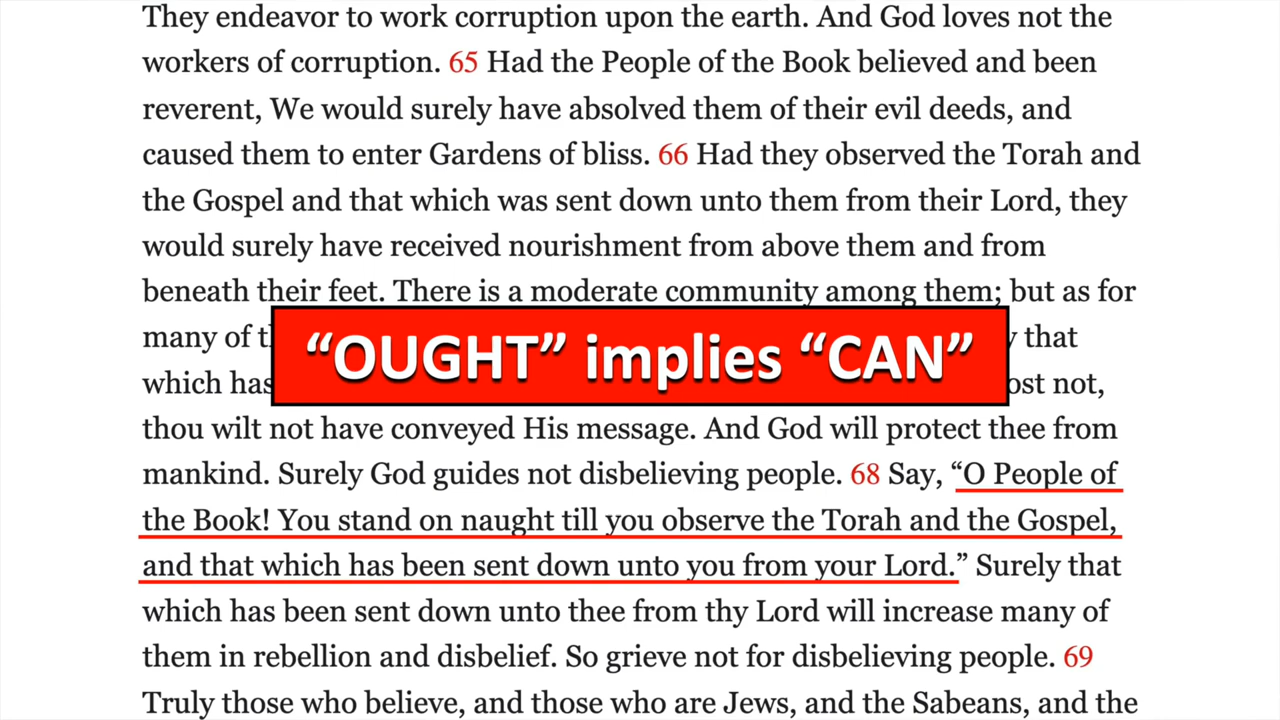 They endeavor to work corruption upon the earth. And God loves not the
workers of corruption. 65 Had the People of the Book believed and been
reverent, We would surely have absolved them of their evil deeds, and
caused them to enter Gardens of bliss. 66 Had they observed the Torah and
the Gospel and that which was sent down unto them from their Lord, they
would surely have received nourishment from above them and from
beneath their feet. There is a moderate community among them; but as for
many of that
“OUGHT” implies “CAN”
which has not,
thou wilt not have conveyed His message. And God will protect thee from
mankind. Surely God guides not disbelieving people. 68 Say, “O People of
the Book! You stand on naught till you observe the Torah and the Gospel,
and that which has been sent down unto you from your Lord.” Surely that
which has been sent down unto thee from thy Lord will increase many of
them in rebellion and disbelief. So grieve not for disbelieving people. 69
Truly those who believe, and those who are Jews, and the Sabeans, and the